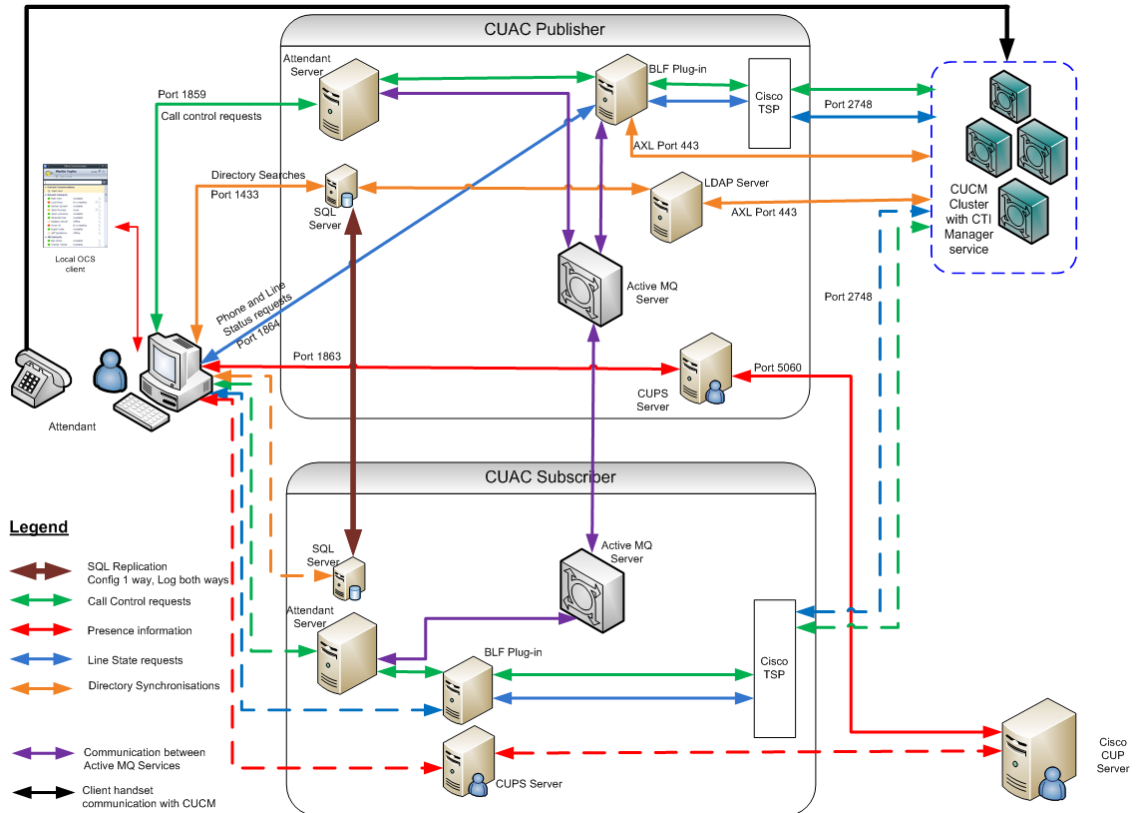 CUAC Publisher
Attendant
Server
BLF Plug-in
Cisco
TSP
Port 1859
Call control requests
Port 2748
AXL Port 443
Directory Searches
Port 1433
SQL
Server
LDAP Server
AXL Port 443
CUCM
Cluster
with CTI
Manager
service
Local OCS
client
Phone and Line
Status requests
Port 1864
Active MQ
Server
Port 2748
Port 1863
Port 5060
CUPS
Server
Attendant
CUAC Subscriber
Legend
SQL Replication
Config 1 way, Log both ways
Call Control requests
Presence information
Line State requests
Directory Synchronisations
Communication between
Active MQ Services
Client handset
communication with CUCM
SQL
Server
Active MQ
Server
Attendant
Server
BLF Plug-in
Cisco
TSP
CUPS Server
Cisco
CUP
Server